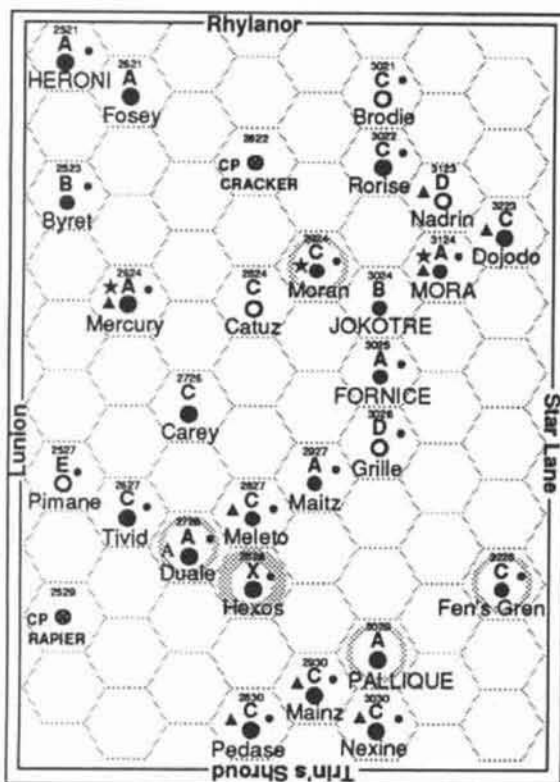 Rhylanor
2521
A
HERONI
2621
A
Fosey
3021
C
Brodie
CP
CRACKER
3022
C
Rorise
2523
B
Byret
3123
D
Nadrin
3223
C
Dojodo
2624
A
Mercury
2824
C
Catuz
2924
C
Moran
3024
B
JOKOTRE
3124
A
MORA
3025
A
FORNICE
2726
C
Carey
3026
D
Grille
2527
E
Pimane
2627
C
Tivid
2827
C
Meleto
2927
A
Maitz
2728
A
A
Duale
2828
X
Hexos
3228
C
Fen's Gren
2529
CP
RAPIER
3029
A
PALLIQUE
2830
C
Pedase
2930
C
Mainz
3030
C
Nexine
Lunion
Star Lane
Trin's Shroud